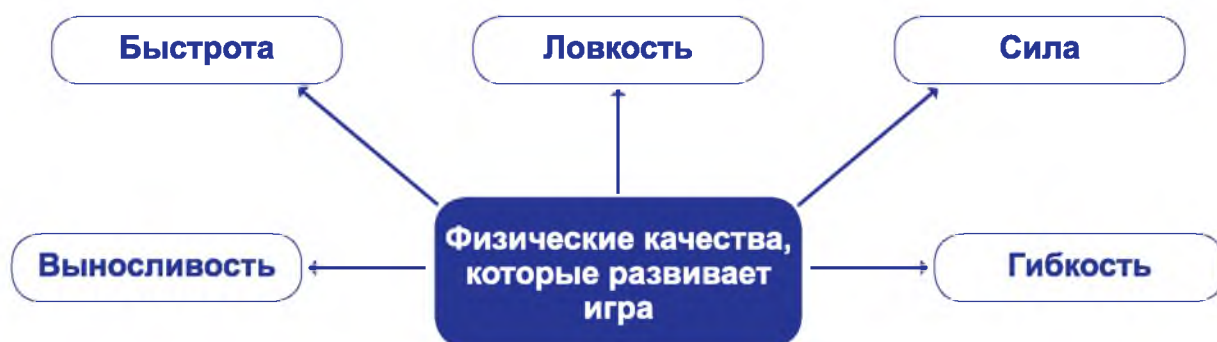 Быстрота
Ловкость
Сила
Выносливость
Физические качества,
которые развивает
игра
Гибкость